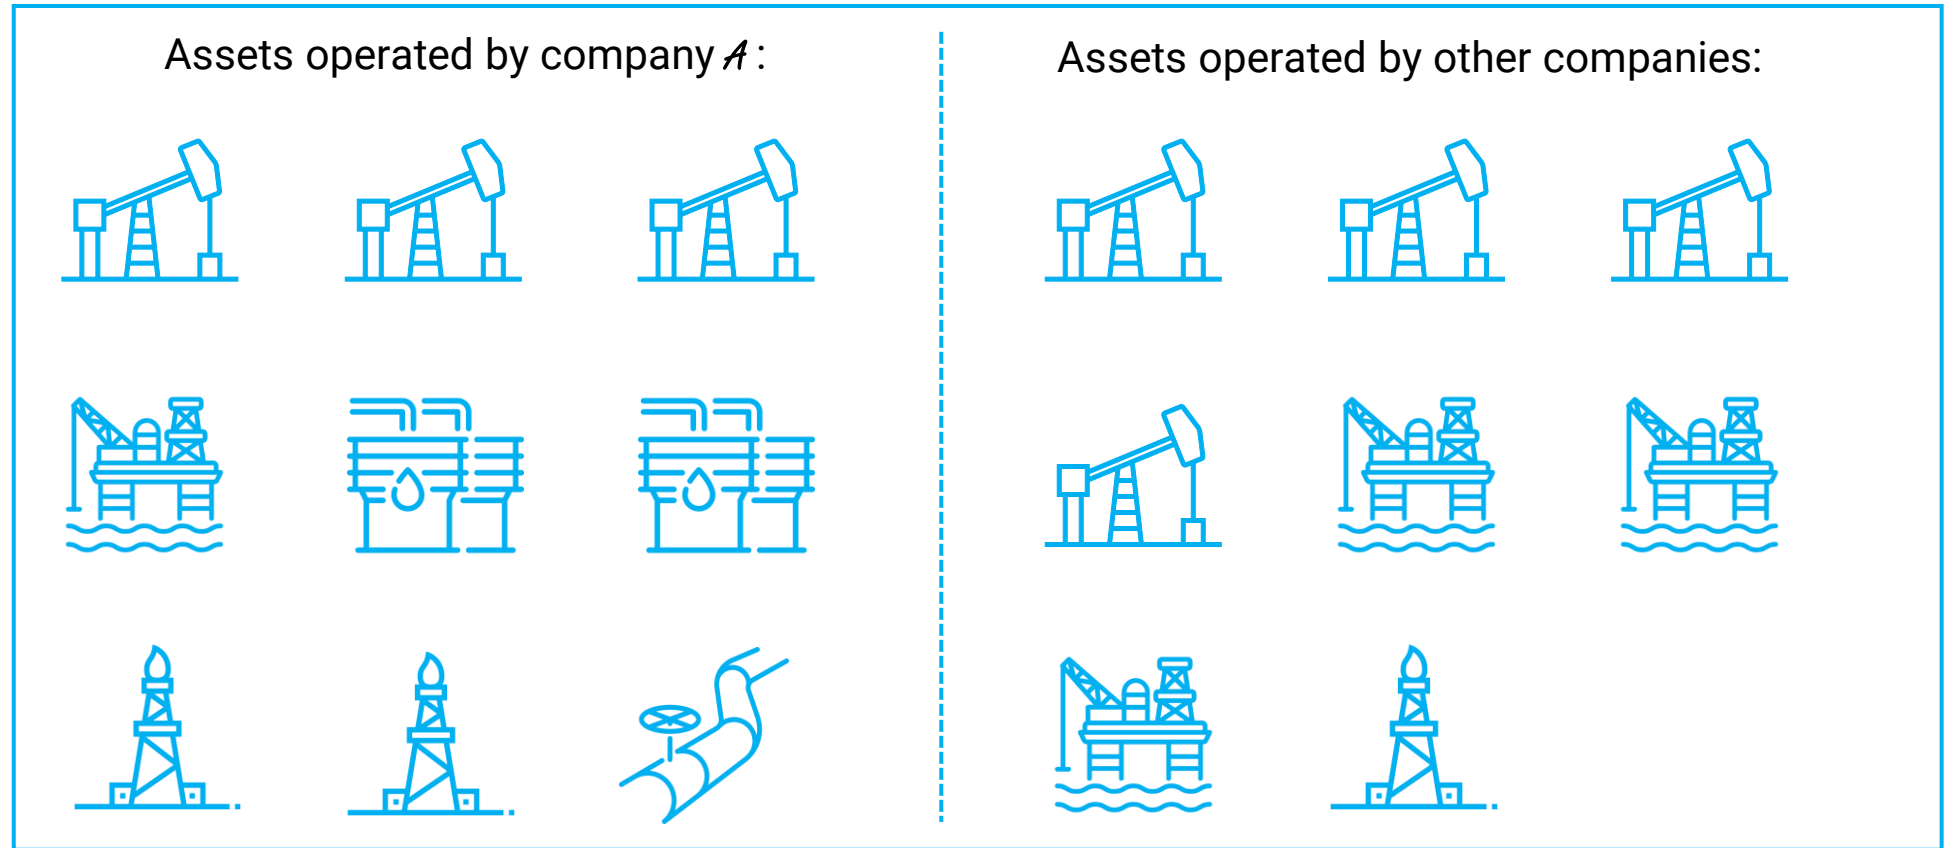 Assets operated by company A :
Assets operated by other companies: